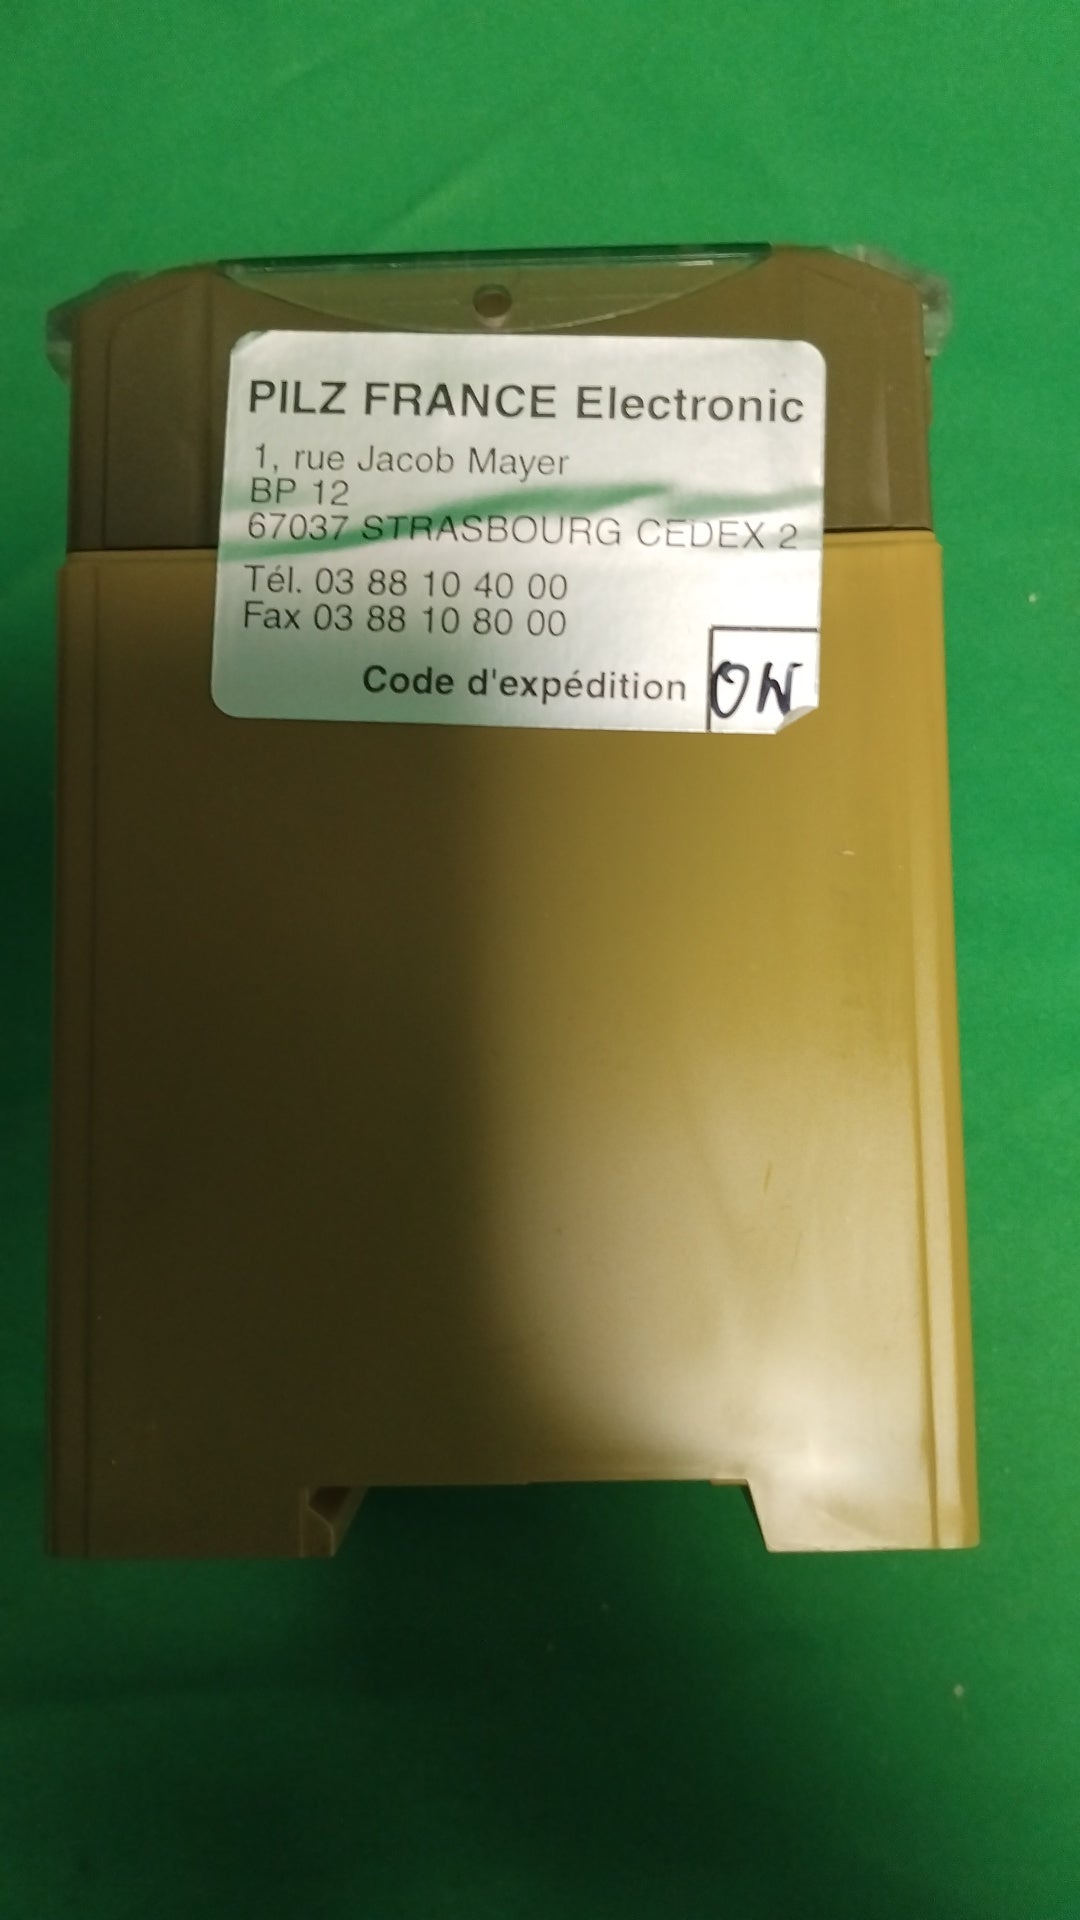 PILZ FRANCE Electronic
1, rue Jacob Mayer
BP 12
67037 STRASBOURG CEDEX 2
Tél. 03 88 10 40 00
Fax 03 88 10 80 00
Code d'expédition